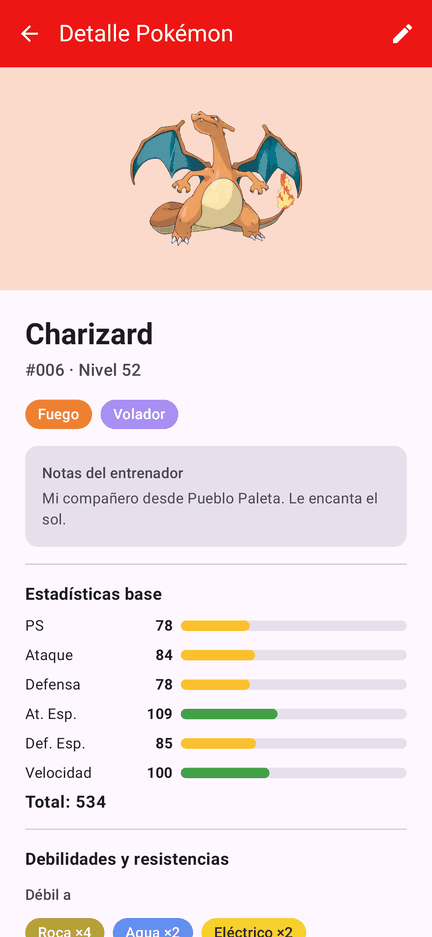 Detalle Pokémon
Charizard
#006 · Nivel 52
Fuego Volador
Notas del entrenador
Mi compañero desde Pueblo Paleta. Le encanta el
sol.
Estadísticas base
PS 78
Ataque 84
Defensa 78
At. Esp. 109
Def. Esp. 85
Velocidad 100
Total: 534
Debilidades y resistencias
Débil a
Roca ×4 Agua ×2 Eléctrico ×2